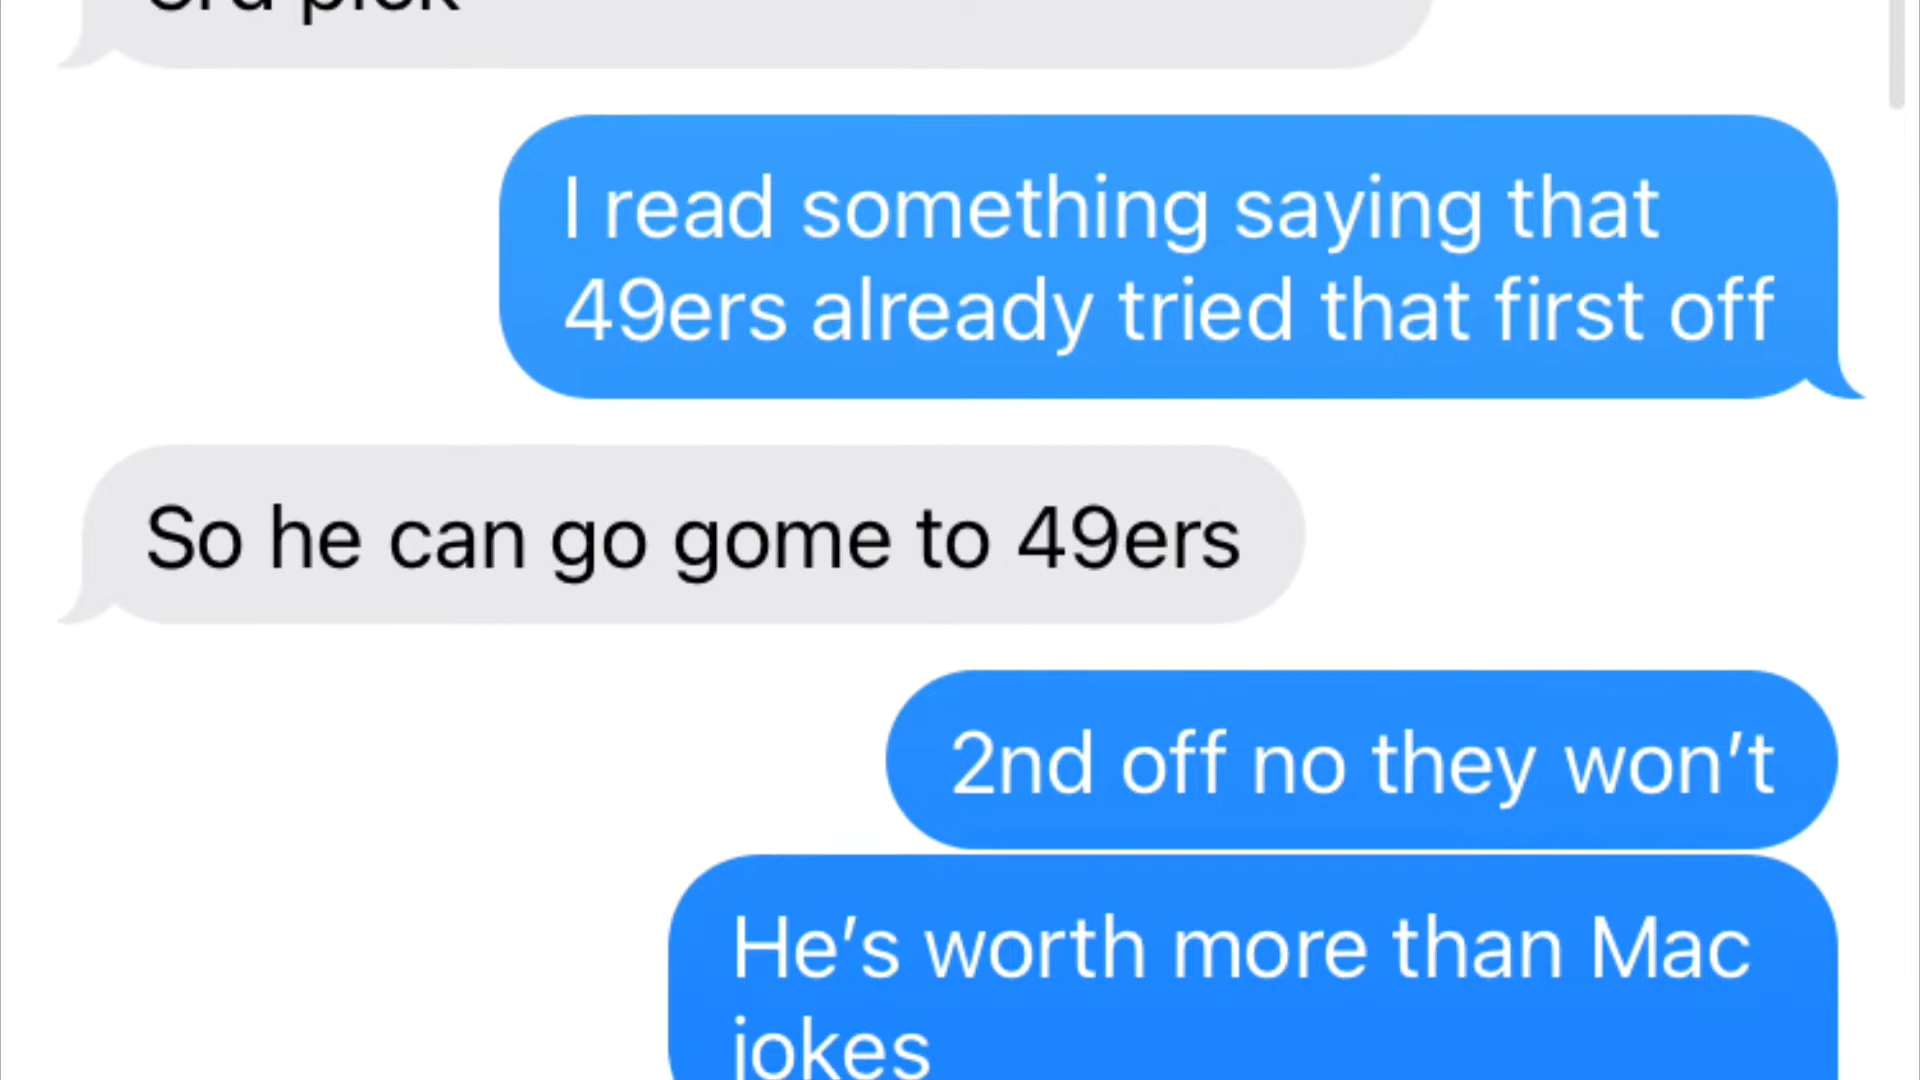 pick
I read something saying that
49ers already tried that first off
So he can go gome to 49ers
2nd off no they won’t
He’s worth more than Mac
jokes